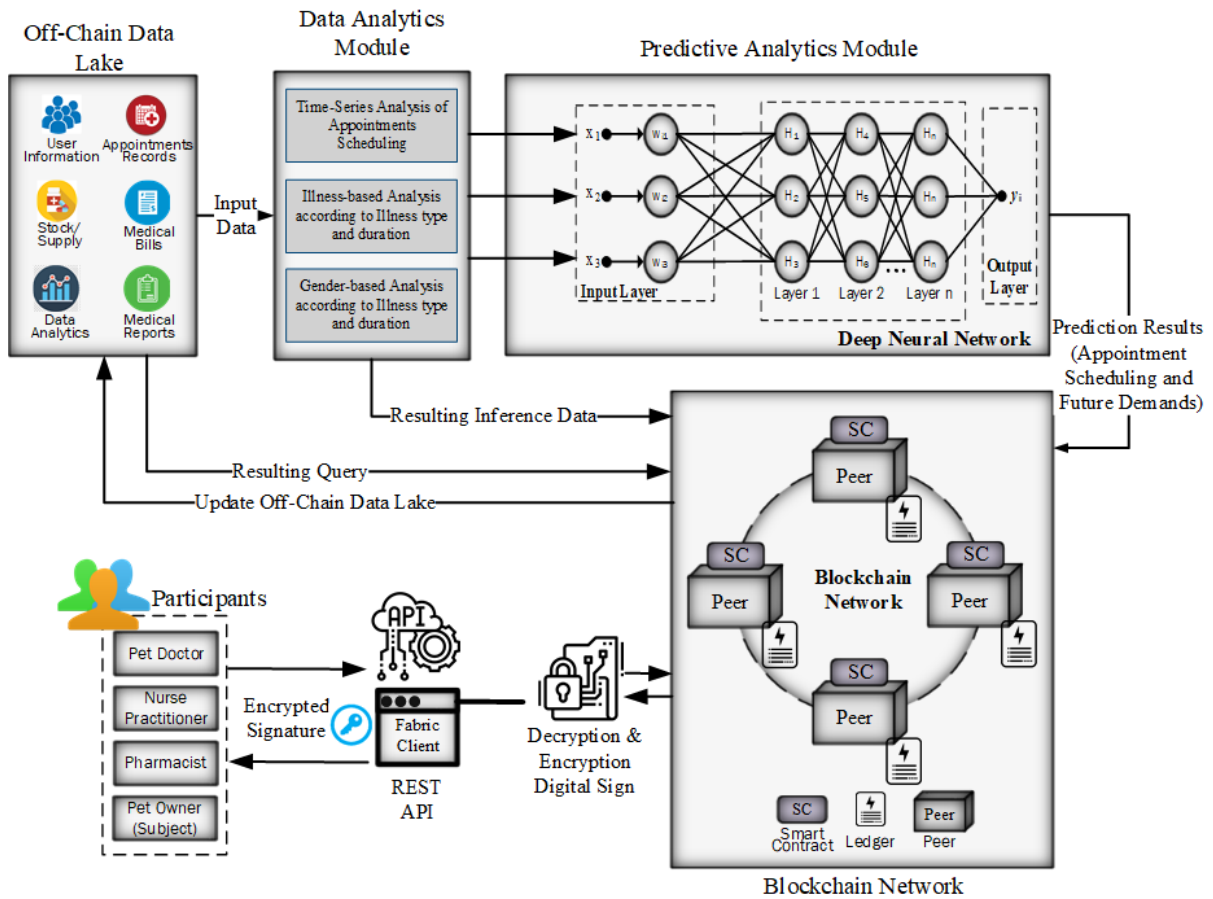 Off-Chain Data
Lake
User
Information
Appointments
Records
Stock/
Supply
Medical
Bills
Data
Analytics
Medical
Reports
Input
Data
Data Analytics
Module
Time-Series Analysis of
Appointments
Scheduling
Illness-based Analysis
according to Illness type
and duration
Gender-based Analysis
according to Illness type
and duration
Predictive Analytics Module
x1
x2
x3
Wi1
Wi2
Wi3
Input Layer
H1
H2
H3
Layer 1
H4
H5
H6
Layer 2
...
Hn
Hn
Hn
Layer n
yi
Output
Layer
Deep Neural Network
Prediction Results
(Appointment
Scheduling and
Future Demands)
Resulting Inference Data
Resulting Query
Update Off-Chain Data Lake
Participants
Pet Doctor
Nurse
Practitioner
Pharmacist
Pet Owner
(Subject)
Encrypted
Signature
API
Fabric
Client
REST
API
Decryption &
Encryption
Digital Sign
SC
Peer
SC
Peer
SC
Peer
SC
Peer
Blockchain
Network
SC
Smart
Contract
Ledger
Peer
Peer
Blockchain Network